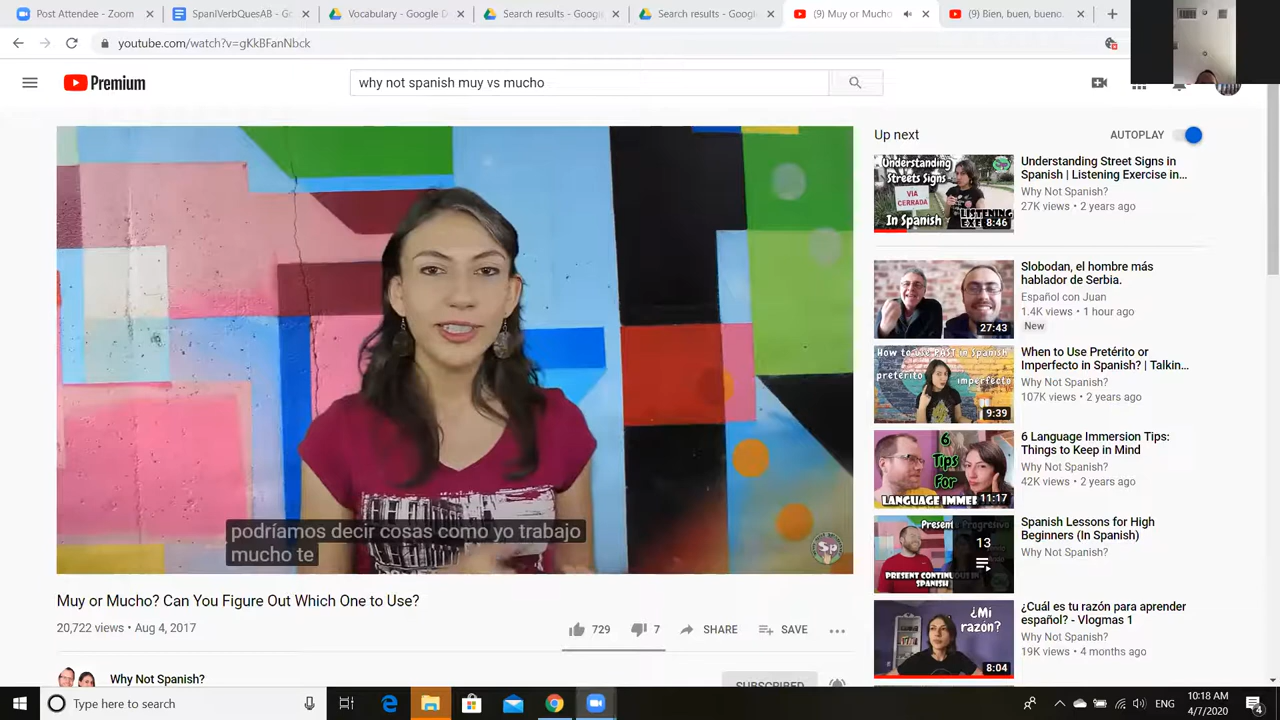 Post Attendee - Zoom
SpanIVerbQuesAB - G
Vocabulary - Google D
Search results - Google
Search results - Google
(9) Muy or Mucho
(9) Bien, buen, bueno.
youtube.com/watch?v=gKkBFanNbck
Premium
why not spanish muy vs mucho
podríamos decir cosas como yo trabajo
mucho te
Sp
Muy or Mucho? Can You Figure Out Which One to Use?
20,722 views • Aug 4, 2017
729
7
SHARE
SAVE
Why Not Spanish?
SUBSCRIBED
Up next
AUTOPLAY
Understanding
Streets Signs
VIA
CERRADA
In Spanish
LISTENING
8:46
Understanding Street Signs in
Spanish | Listening Exercise in...
Why Not Spanish?
27K views • 2 years ago
27:43
Slobodan, el hombre más
hablador de Serbia.
Español con Juan
1.4K views • 1 hour ago
New
How to use PAST in Spanish
pretérito
imperfecto
9:39
When to Use Pretérito or
Imperfecto in Spanish? | Talkin...
Why Not Spanish?
107K views • 2 years ago
6
Tips
For
LANGUAGE IMME
11:17
6 Language Immersion Tips:
Things to Keep in Mind
Why Not Spanish?
42K views • 2 years ago
Present
Progresivo
13
PRESENT CONTINUOUS IN
SPANISH
Spanish Lessons for High
Beginners (In Spanish)
Why Not Spanish?
¿Mi
razón?
8:04
¿Cuál es tu razón para aprender
español? - Vlogmas 1
Why Not Spanish?
19K views • 4 months ago
Type here to search
ENG
10:18 AM
4/7/2020
4